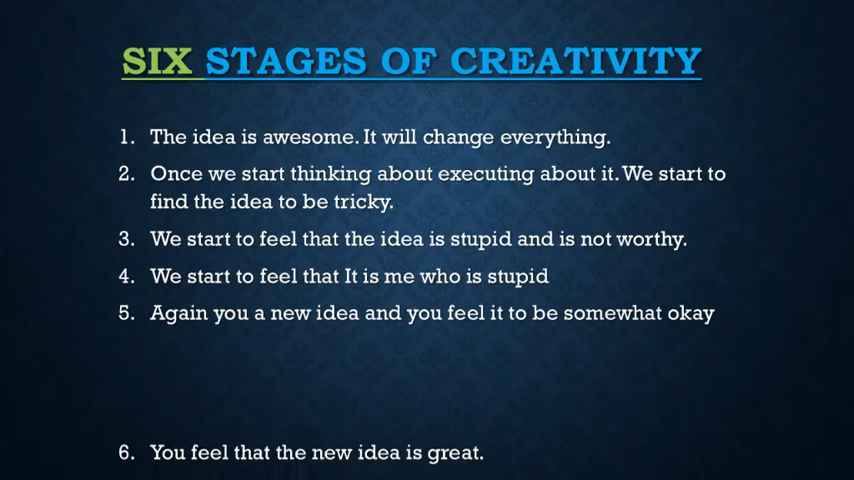 SIX STAGES OF CREATIVITY
1. The idea is awesome. It will change everything.
2. Once we start thinking about executing about it. We start to
find the idea to be tricky.
3. We start to feel that the idea is stupid and is not worthy.
4. We start to feel that It is me who is stupid
5. Again you a new idea and you feel it to be somewhat okay
6. You feel that the new idea is great.